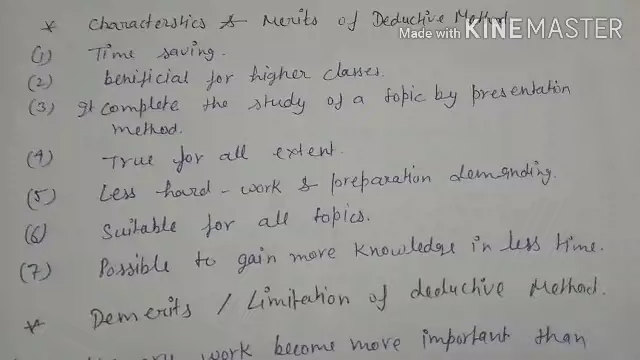 * Characterstics & Merits of Deductive Method
Made with KINEMASTER
(1) Time saving.
(2) benificial for higher classes.
(3) It complete the study of a topic by presentation
method.
(4) True for all extent.
(5) Less hard-work & preparation demanding.
(6) Suitable for all topics.
(7) Possible to gain more knowledge in less time.
* Demerits / Limitation of deductive Method.
work become more important than